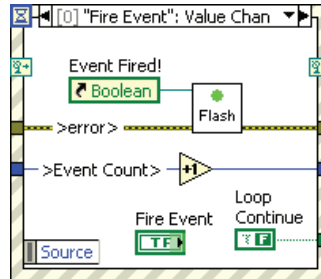 [0] "Fire Event": Value Chan
Event Fired!
Boolean
Flash
>error>
>Event Count>
+1
Loop
Continue
Fire Event
TF
F
Source